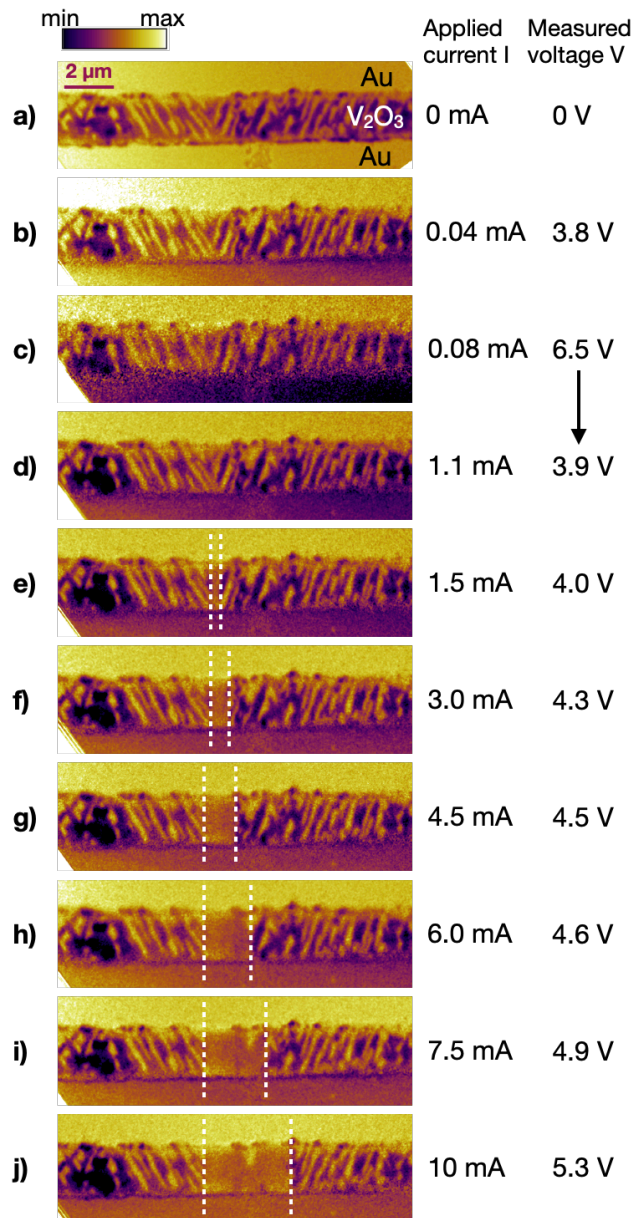 min max
Applied current I
Measured voltage V
2 µm
Au
a) V₂O₃ 0 mA 0 V
Au
b) 0.04 mA 3.8 V
c) 0.08 mA 6.5 V
d) 1.1 mA 3.9 V
e) 1.5 mA 4.0 V
f) 3.0 mA 4.3 V
g) 4.5 mA 4.5 V
h) 6.0 mA 4.6 V
i) 7.5 mA 4.9 V
j) 10 mA 5.3 V